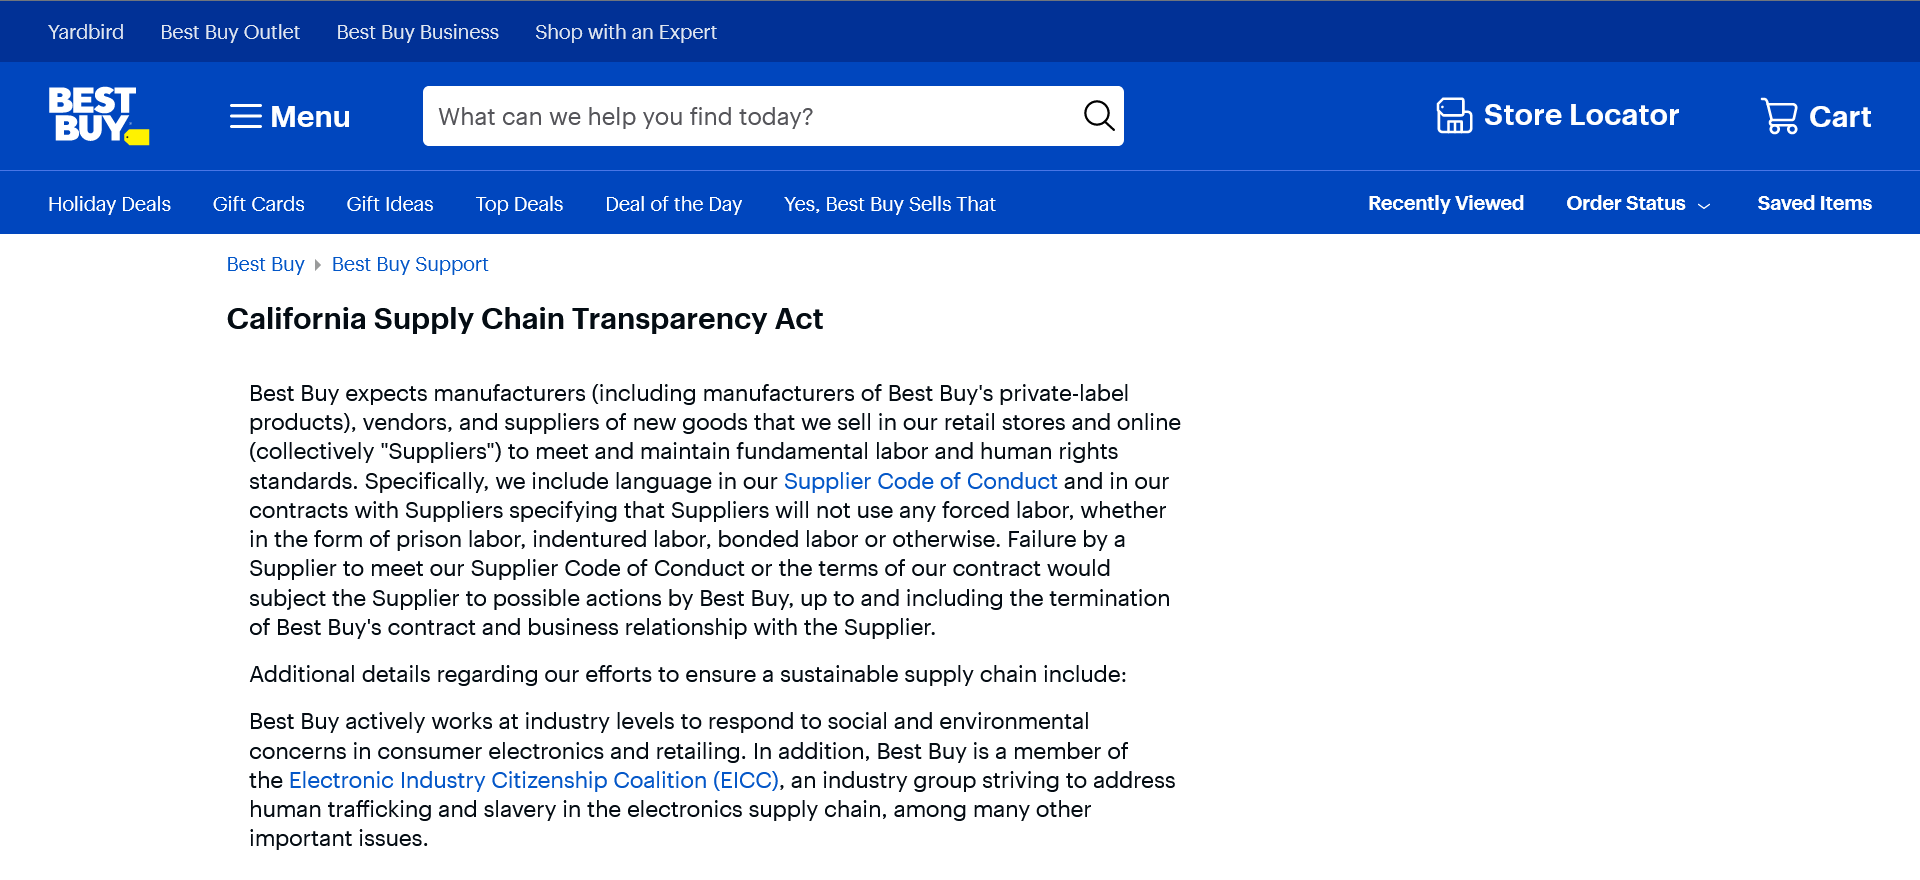 Yardbird Best Buy Outlet Best Buy Business Shop with an Expert
BEST
BUY
Menu
What can we help you find today?
Store Locator
Cart
Holiday Deals Gift Cards Gift Ideas Top Deals Deal of the Day Yes, Best Buy Sells That
Recently Viewed Order Status Saved Items
Best Buy Best Buy Support
California Supply Chain Transparency Act
Best Buy expects manufacturers (including manufacturers of Best Buy's private-label
products), vendors, and suppliers of new goods that we sell in our retail stores and online
(collectively "Suppliers") to meet and maintain fundamental labor and human rights
standards. Specifically, we include language in our Supplier Code of Conduct and in our
contracts with Suppliers specifying that Suppliers will not use any forced labor, whether
in the form of prison labor, indentured labor, bonded labor or otherwise. Failure by a
Supplier to meet our Supplier Code of Conduct or the terms of our contract would
subject the Supplier to possible actions by Best Buy, up to and including the termination
of Best Buy's contract and business relationship with the Supplier.
Additional details regarding our efforts to ensure a sustainable supply chain include:
Best Buy actively works at industry levels to respond to social and environmental
concerns in consumer electronics and retailing. In addition, Best Buy is a member of
the Electronic Industry Citizenship Coalition (EICC), an industry group striving to address
human trafficking and slavery in the electronics supply chain, among many other
important issues.